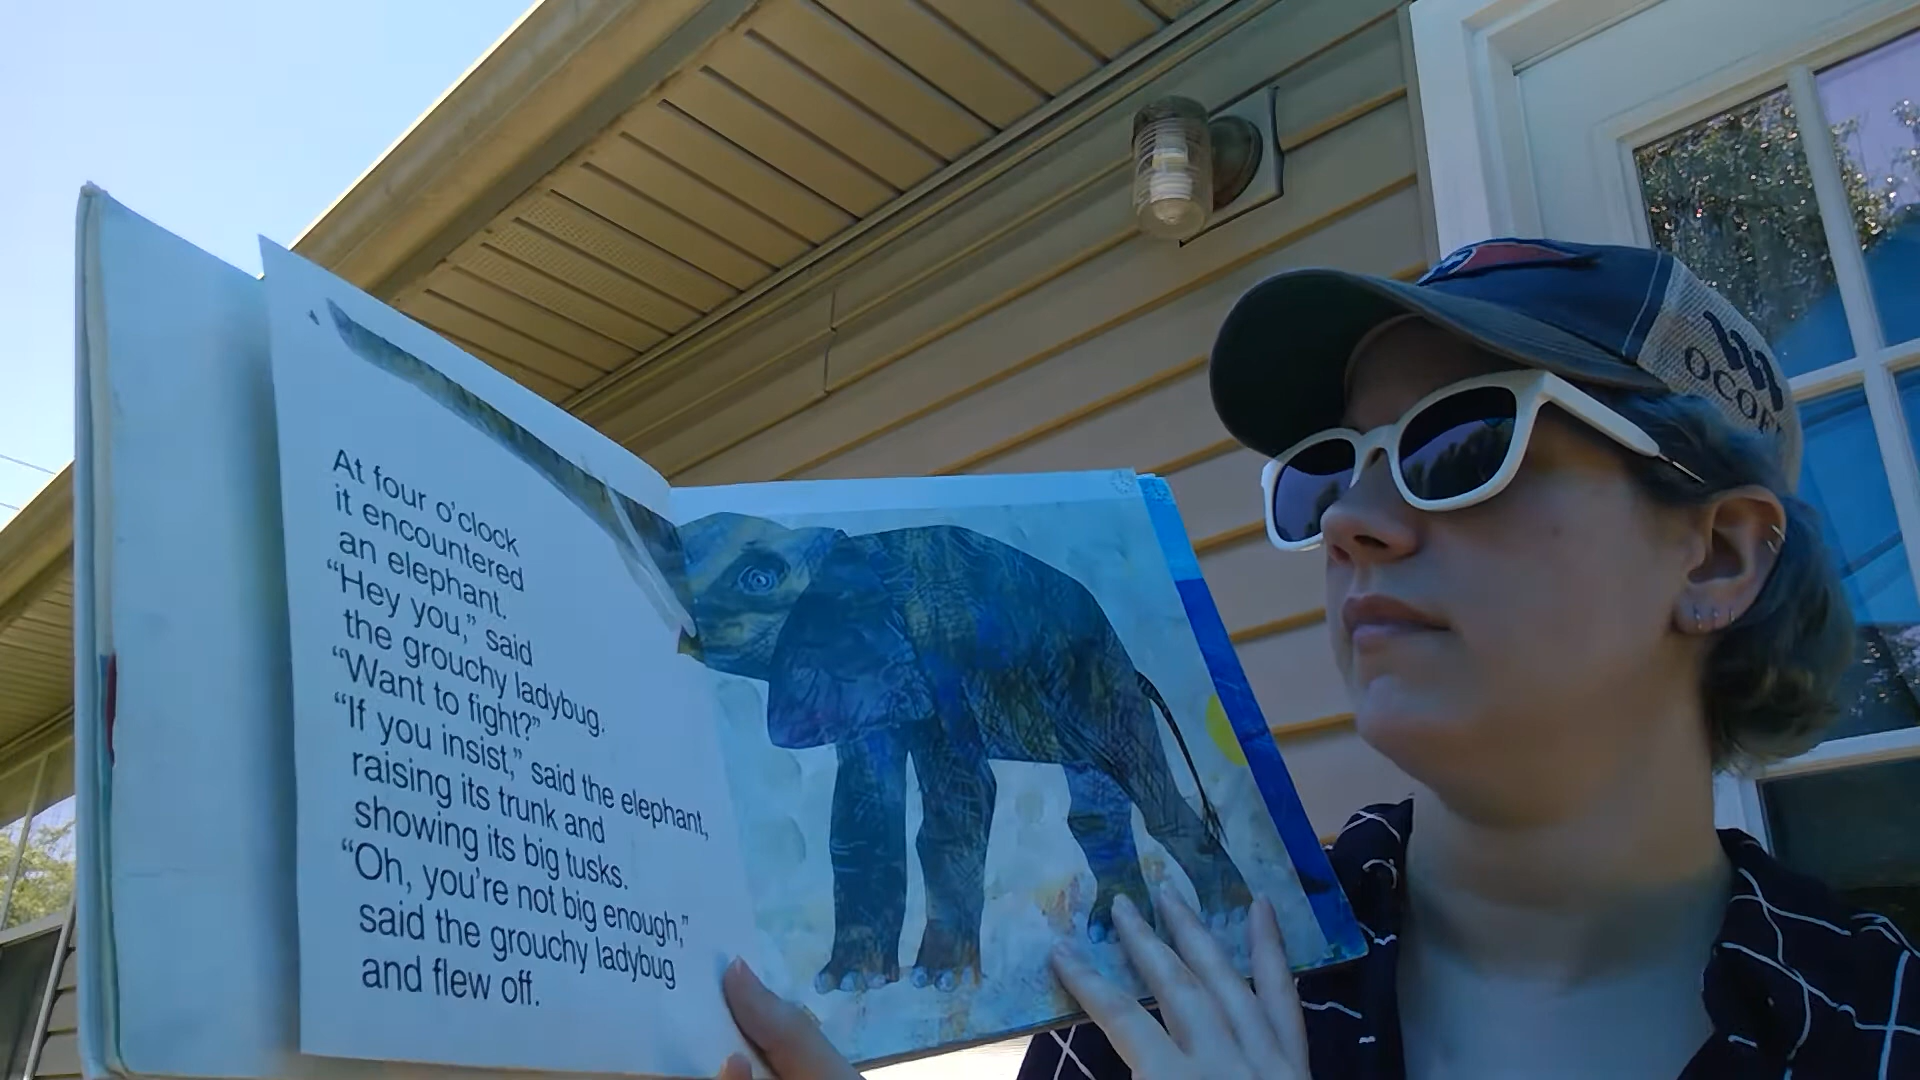 At four o'clock
it encountered
an elephant.
“Hey you,” said
the grouchy ladybug.
“Want to fight?”
“If you insist,” said the elephant,
raising its trunk and
showing its big tusks.
“Oh, you're not big enough,”
said the grouchy ladybug
and flew off.